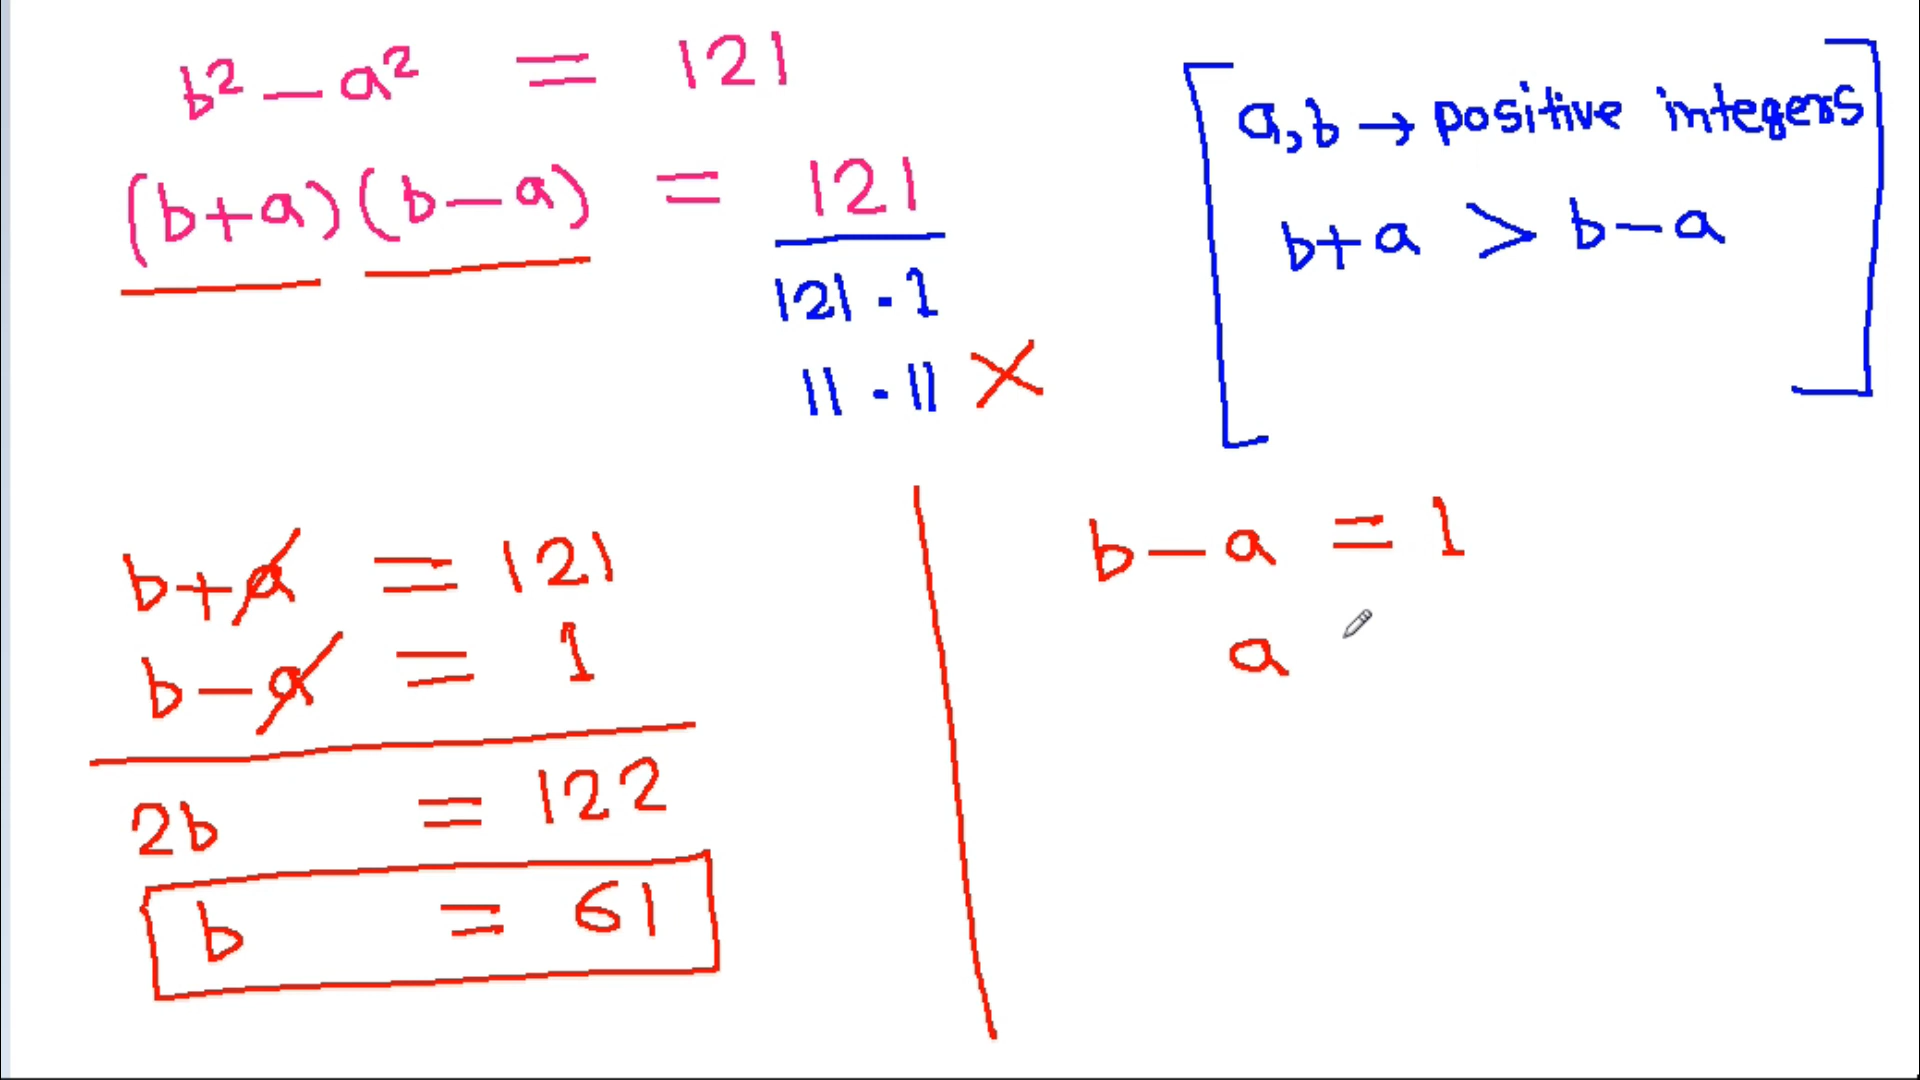 b² – a² = 121
(b+a)(b–a) = 121
121 · 1
11 · 11 ×
a,b → positive integers
b+a > b–a
b+a = 121
b–a = 1
2b = 122
b = 61
b–a = 1
a